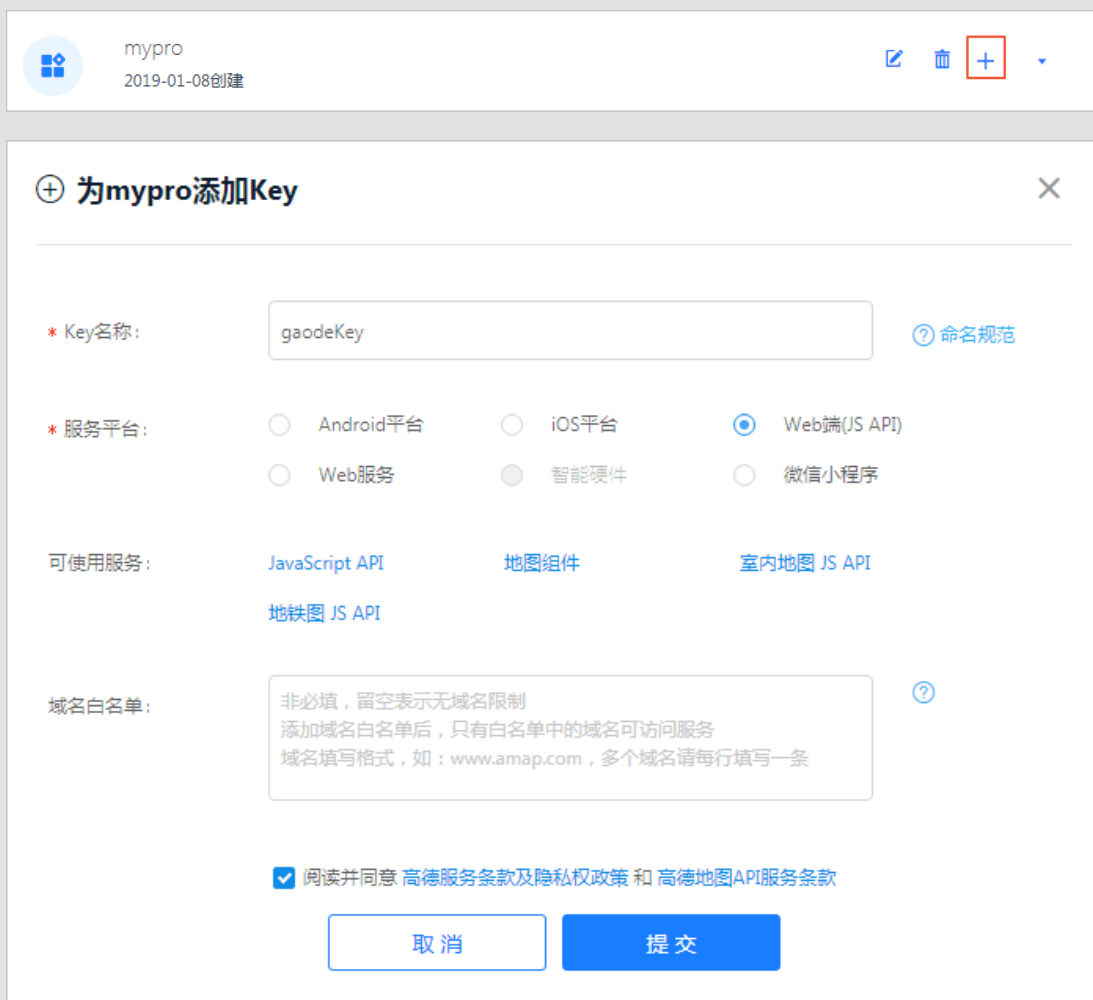 mypro
2019-01-08创建
为mypro添加Key
* Key名称: gaodeKey 命名规范
* 服务平台: Android平台 iOS平台 Web端(JS API)
Web服务 智能硬件 微信小程序
可使用服务: JavaScript API 地图组件 室内地图 JS API
地铁图 JS API
域名白名单: 非必填，留空表示无域名限制
添加域名白名单后，只有白名单中的域名可访问服务
域名填写格式，如：www.amap.com，多个域名请每行填写一条
阅读并同意 高德服务条款及隐私权政策 和 高德地图API服务条款
取消 提交